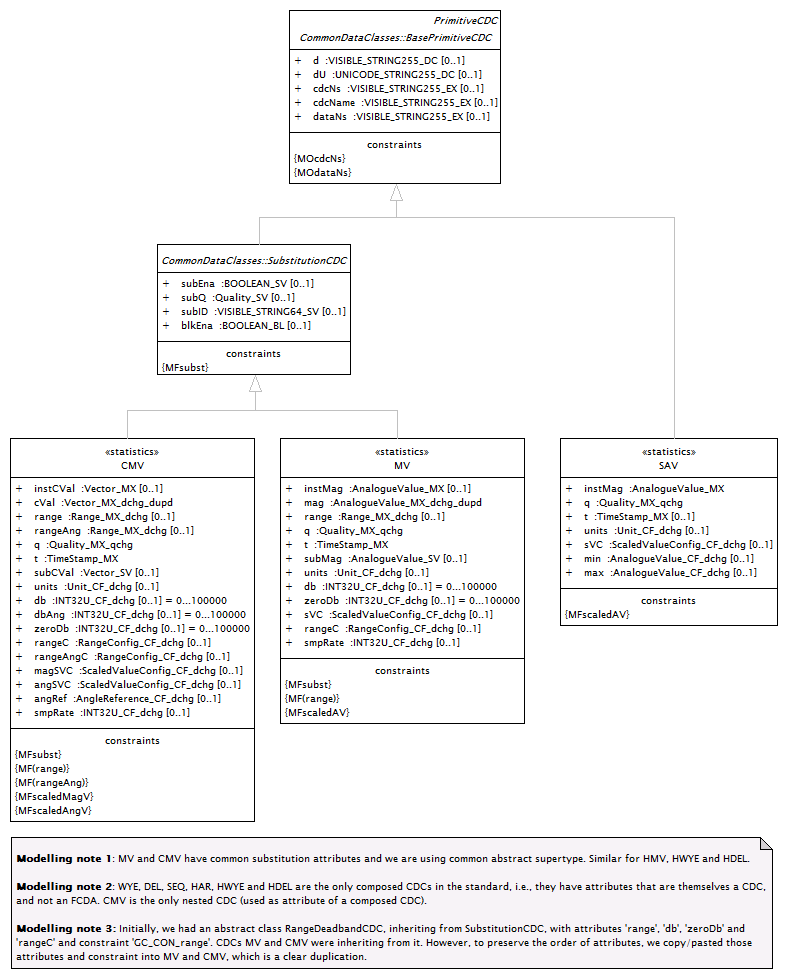 PrimitiveCDC
CommonDataClasses::BasePrimitiveCDC
+ d :VISIBLE_STRING255_DC [0..1]
+ dU :UNICODE_STRING255_DC [0..1]
+ cdcNs :VISIBLE_STRING255_EX [0..1]
+ cdcName :VISIBLE_STRING255_EX [0..1]
+ dataNs :VISIBLE_STRING255_EX [0..1]
constraints
{MOcdcNs}
{MOdataNs}
CommonDataClasses::SubstitutionCDC
+ subEna :BOOLEAN_SV [0..1]
+ subQ :Quality_SV [0..1]
+ subID :VISIBLE_STRING64_SV [0..1]
+ blkEna :BOOLEAN_BL [0..1]
constraints
{MFsubst}
«statistics»
CMV
+ instCVal :Vector_MX [0..1]
+ cVal :Vector_MX_dchg_dupd
+ range :Range_MX_dchg [0..1]
+ rangeAng :Range_MX_dchg [0..1]
+ q :Quality_MX_qchg
+ t :TimeStamp_MX
+ subCVal :Vector_SV [0..1]
+ units :Unit_CF_dchg [0..1]
+ db :INT32U_CF_dchg [0..1] = 0...100000
+ dbAng :INT32U_CF_dchg [0..1] = 0...100000
+ zeroDb :INT32U_CF_dchg [0..1] = 0...100000
+ rangeC :RangeConfig_CF_dchg [0..1]
+ rangeAngC :RangeConfig_CF_dchg [0..1]
+ magSVC :ScaledValueConfig_CF_dchg [0..1]
+ angSVC :ScaledValueConfig_CF_dchg [0..1]
+ angRef :AngleReference_CF_dchg [0..1]
+ smpRate :INT32U_CF_dchg [0..1]
constraints
{MFsubst}
{MF(range)}
{MF(rangeAng)}
{MFscaledMagV}
{MFscaledAngV}
«statistics»
MV
+ instMag :AnalogueValue_MX [0..1]
+ mag :AnalogueValue_MX_dchg_dupd
+ range :Range_MX_dchg [0..1]
+ q :Quality_MX_qchg
+ t :TimeStamp_MX
+ subMag :AnalogueValue_SV [0..1]
+ units :Unit_CF_dchg [0..1]
+ db :INT32U_CF_dchg [0..1] = 0...100000
+ zeroDb :INT32U_CF_dchg [0..1] = 0...100000
+ sVC :ScaledValueConfig_CF_dchg [0..1]
+ rangeC :RangeConfig_CF_dchg [0..1]
+ smpRate :INT32U_CF_dchg [0..1]
constraints
{MFsubst}
{MF(range)}
{MFscaledAV}
«statistics»
SAV
+ instMag :AnalogueValue_MX
+ q :Quality_MX_qchg
+ t :TimeStamp_MX [0..1]
+ units :Unit_CF_dchg [0..1]
+ sVC :ScaledValueConfig_CF_dchg [0..1]
+ min :AnalogueValue_CF_dchg [0..1]
+ max :AnalogueValue_CF_dchg [0..1]
constraints
{MFscaledAV}
Modelling note 1: MV and CMV have common substitution attributes and we are using common abstract supertype. Similar for HMV, HWYE and HDEL.
Modelling note 2: WYE, DEL, SEQ, HAR, HWYE and HDEL are the only composed CDCs in the standard, i.e., they have attributes that are themselves a CDC,
and not an FCDA. CMV is the only nested CDC (used as attribute of a composed CDC).
Modelling note 3: Initially, we had an abstract class RangeDeadbandCDC, inheriting from SubstitutionCDC, with attributes 'range', 'db', 'zeroDb' and
'rangeC' and constraint 'GC_CON_range'. CDCs MV and CMV were inheriting from it. However, to preserve the order of attributes, we copy/pasted those
attributes and constraint into MV and CMV, which is a clear duplication.